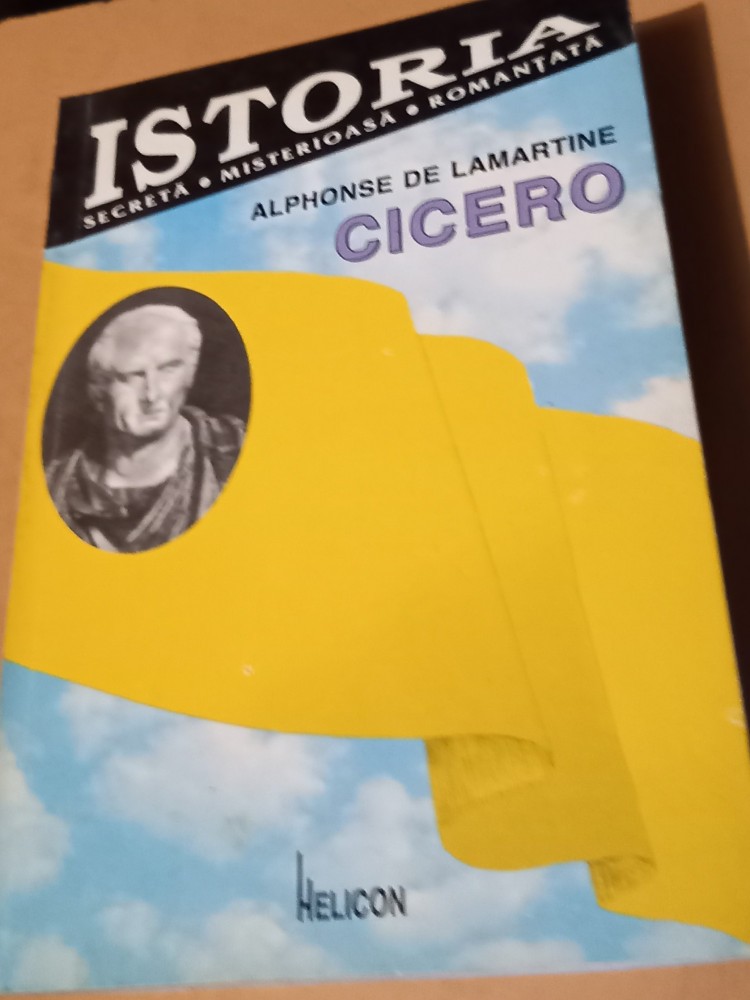 ISTORIA
SECRETĂ • MISTERIOASĂ • ROMANȚATĂ
ALPHONSE DE LAMARTINE
CICERO
HELICON